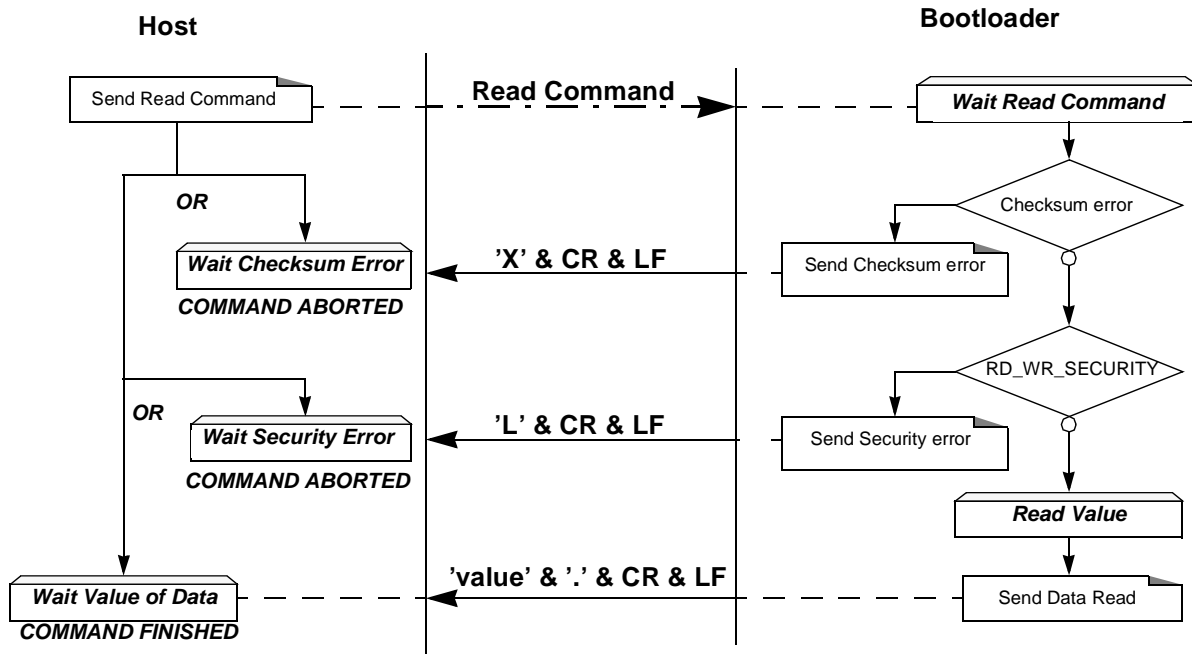 Host
Bootloader
Send Read Command
Read Command
Wait Read Command
OR
Checksum error
Wait Checksum Error
’X’ & CR & LF
Send Checksum error
COMMAND ABORTED
RD_WR_SECURITY
OR
Wait Security Error
’L’ & CR & LF
Send Security error
COMMAND ABORTED
Read Value
’value’ & ’.’ & CR & LF
Wait Value of Data
Send Data Read
COMMAND FINISHED